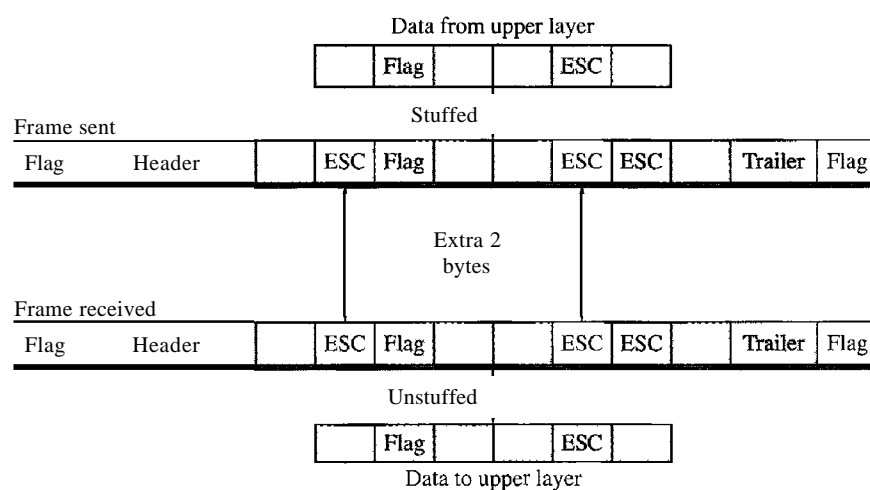 Data from upper layer
Flag ESC
Stuffed
Frame sent
Flag Header ESC Flag ESC ESC Trailer Flag
Extra 2
bytes
Frame received
Flag Header ESC Flag ESC ESC Trailer Flag
Unstuffed
Flag ESC
Data to upper layer